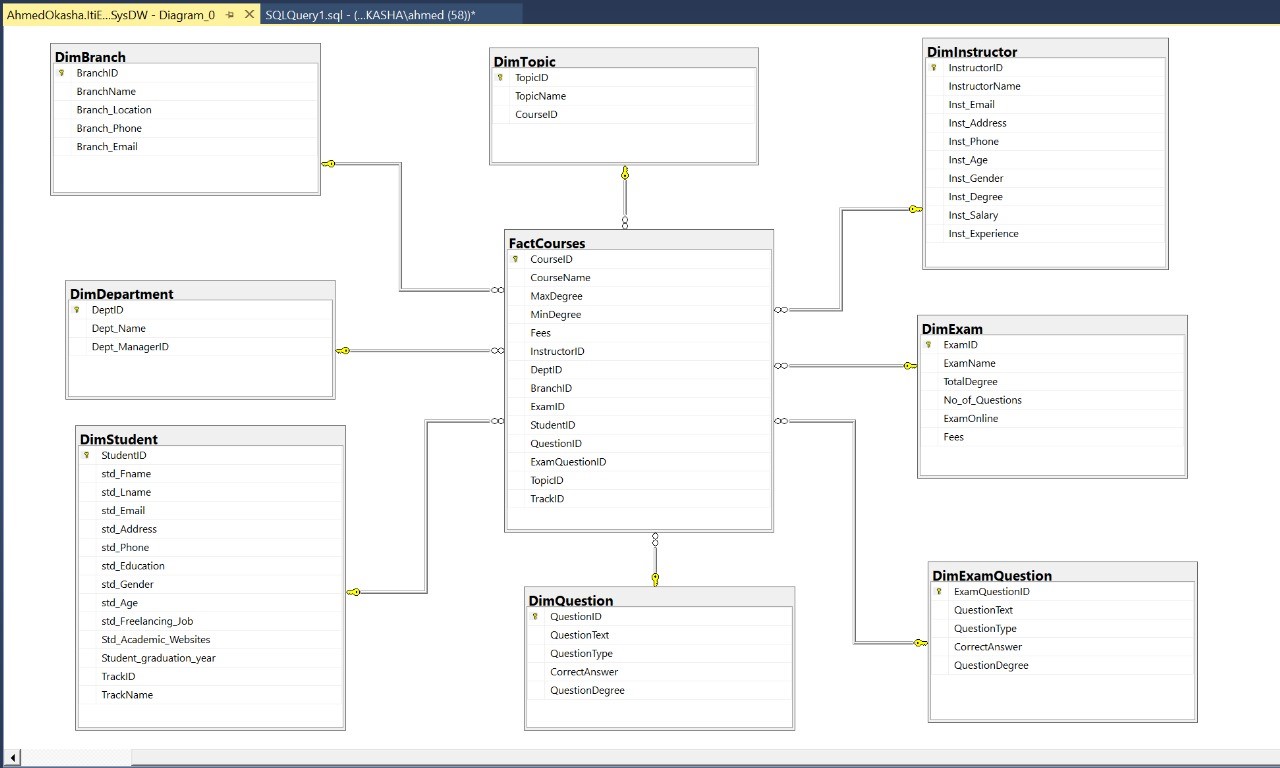 AhmedOkasha.ItiE...SysDW - Diagram_0
SQLQuery1.sql - (...KASHA\ahmed (58))*
DimBranch
BranchID
BranchName
Branch_Location
Branch_Phone
Branch_Email
DimTopic
TopicID
TopicName
CourseID
DimInstructor
InstructorID
InstructorName
Inst_Email
Inst_Address
Inst_Phone
Inst_Age
Inst_Gender
Inst_Degree
Inst_Salary
Inst_Experience
DimDepartment
DeptID
Dept_Name
Dept_ManagerID
FactCourses
CourseID
CourseName
MaxDegree
MinDegree
Fees
InstructorID
DeptID
BranchID
ExamID
StudentID
QuestionID
ExamQuestionID
TopicID
TrackID
DimExam
ExamID
ExamName
TotalDegree
No_of_Questions
ExamOnline
Fees
DimStudent
StudentID
std_Fname
std_Lname
std_Email
std_Address
std_Phone
std_Education
std_Gender
std_Age
std_Freelancing_Job
Std_Academic_Websites
Student_graduation_year
TrackID
TrackName
DimQuestion
QuestionID
QuestionText
QuestionType
CorrectAnswer
QuestionDegree
DimExamQuestion
ExamQuestionID
QuestionText
QuestionType
CorrectAnswer
QuestionDegree